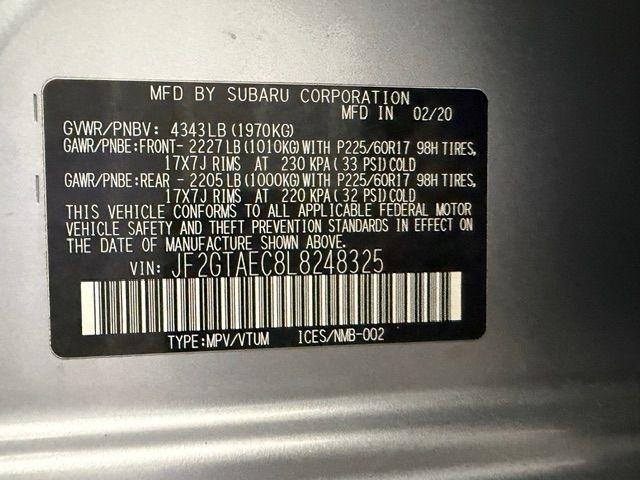 MFD BY SUBARU CORPORATION
MFD IN 02/20
GVWR/PNBV: 4343LB(1970KG)
GAWR/PNBE:FRONT- 2227LB(1010KG)WITH P225/60R17 98H TIRES,
17X7J RIMS AT 230 KPA(33 PSI)COLD
GAWR/PNBE:REAR - 2205LB(1000KG)WITH P225/60R17 98H TIRES,
17X7J RIMS AT 220 KPA(32 PSI)COLD
THIS VEHICLE CONFORMS TO ALL APPLICABLE FEDERAL MOTOR
VEHICLE SAFETY AND THEFT PREVENTION STANDARDS IN EFFECT ON
THE DATE OF MANUFACTURE SHOWN ABOVE.
VIN: JF2GTAEC8L8248325
TYPE:MPV/VTUM ICES/NMB-002